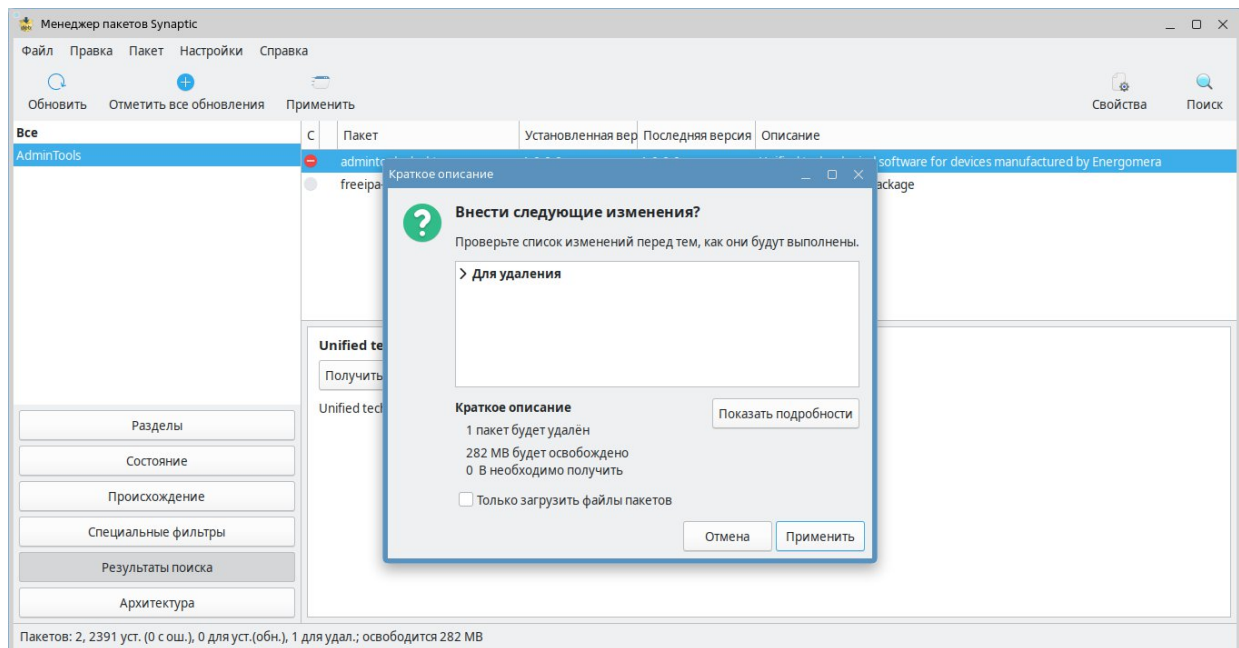 Менеджер пакетов Synaptic
Файл Правка Пакет Настройки Справка
Обновить Отметить все обновления Применить Свойства Поиск
Все
AdminTools
С Пакет Установленная вер Последняя версия Описание
software for devices manufactured by Energomera
freeipa
Краткое описание
Внести следующие изменения?
Проверьте список изменений перед тем, как они будут выполнены.
Для удаления
Unified te
Получить
Unified tech
Краткое описание
Показать подробности
1 пакет будет удалён
282 MB будет освобождено
0 B необходимо получить
Только загрузить файлы пакетов
Отмена Применить
Разделы
Состояние
Происхождение
Специальные фильтры
Результаты поиска
Архитектура
Пакетов: 2, 2391 уст. (0 с ош.), 0 для уст.(обн.), 1 для удал.; освободится 282 MB